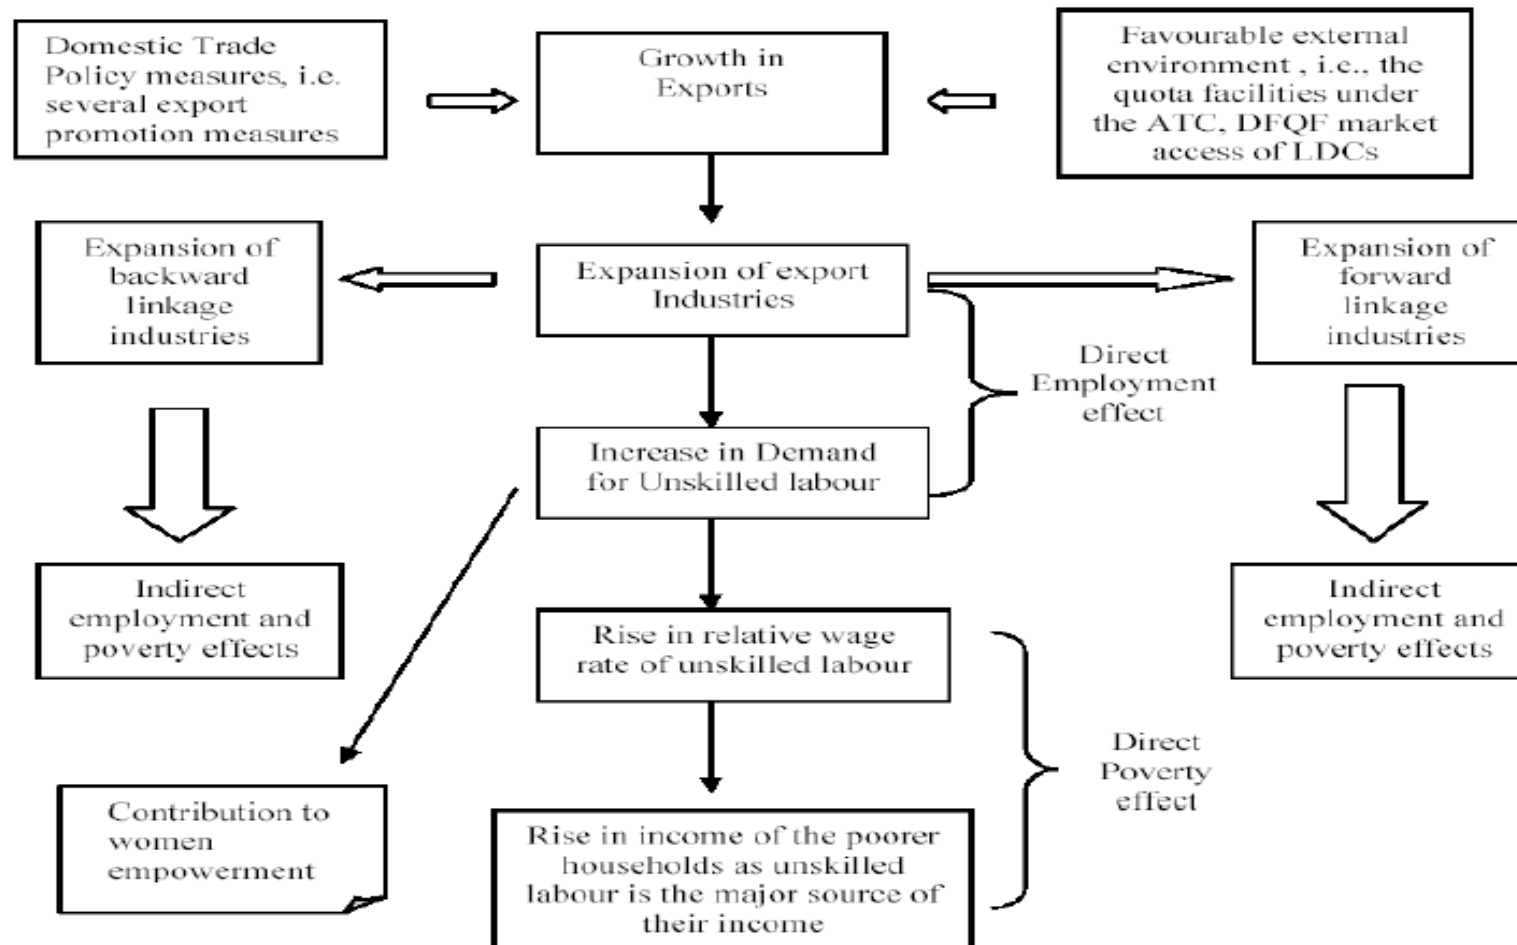 Domestic Trade
Policy measures, i.e.
several export
promotion measures
Growth in
Exports
Favourable external
environment , i.e., the
quota facilities under
the ATC, DFQF market
access of LDCs
Expansion of
backward
linkage
industries
Expansion of export
Industries
Expansion of
forward
linkage
industries
Direct
Employment
effect
Increase in Demand
for Unskilled labour
Indirect
employment and
poverty effects
Rise in relative wage
rate of unskilled labour
Indirect
employment and
poverty effects
Direct
Poverty
effect
Contribution to
women
empowerment
Rise in income of the poorer
households as unskilled
labour is the major source of
their income